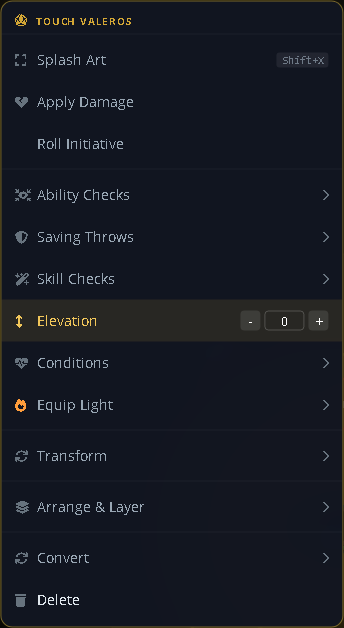 TOUCH VALEROS
Splash Art Shift+X
Apply Damage
Roll Initiative
Ability Checks
Saving Throws
Skill Checks
Elevation - 0 +
Conditions
Equip Light
Transform
Arrange & Layer
Convert
Delete